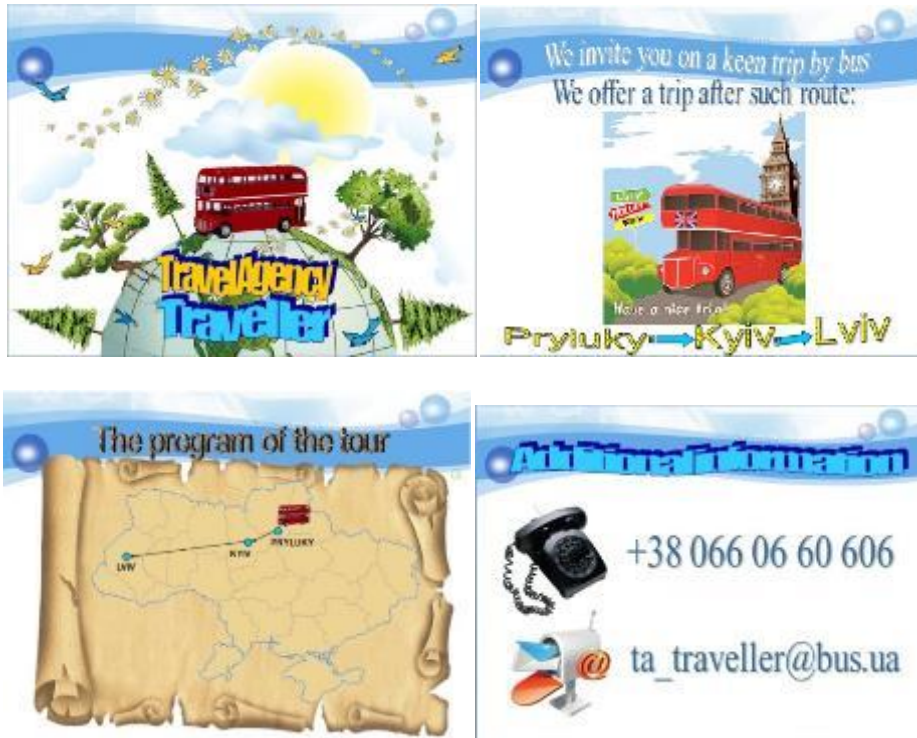 TravelAgency
Traveller
We invite you on a keen trip by bus
We offer a trip after such route:
Have a nice trip
Pryluky Kyiv Lviv
The program of the tour
PRYLUKY
KYIV
LVIV
Additional information
+38 066 06 60 606
@
ta_traveller@bus.ua